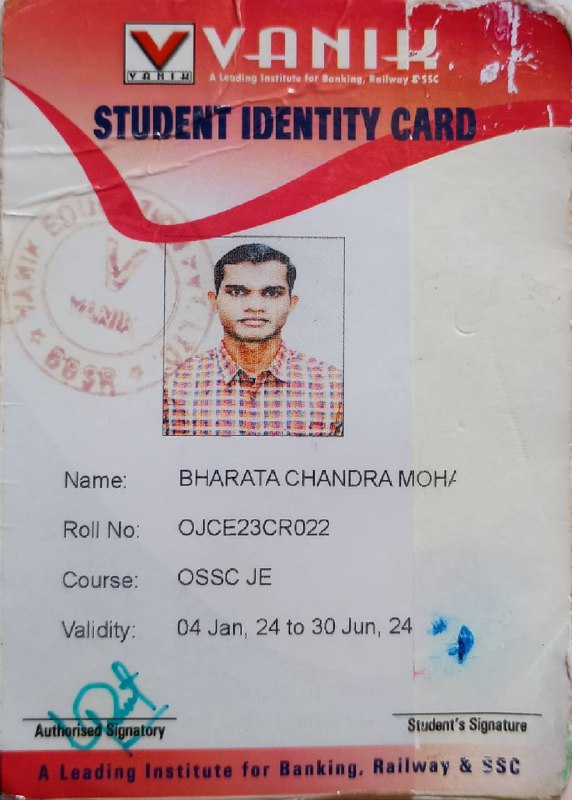 VANIK
VANIK
A Leading Institute for Banking, Railway & SSC
STUDENT IDENTITY CARD
VANIK
BBSR
Name: BHARATA CHANDRA MOHA
Roll No: OJCE23CR022
Course: OSSC JE
Validity: 04 Jan, 24 to 30 Jun, 24
Authorised Signatory
Student's Signature
A Leading Institute for Banking, Railway & SSC